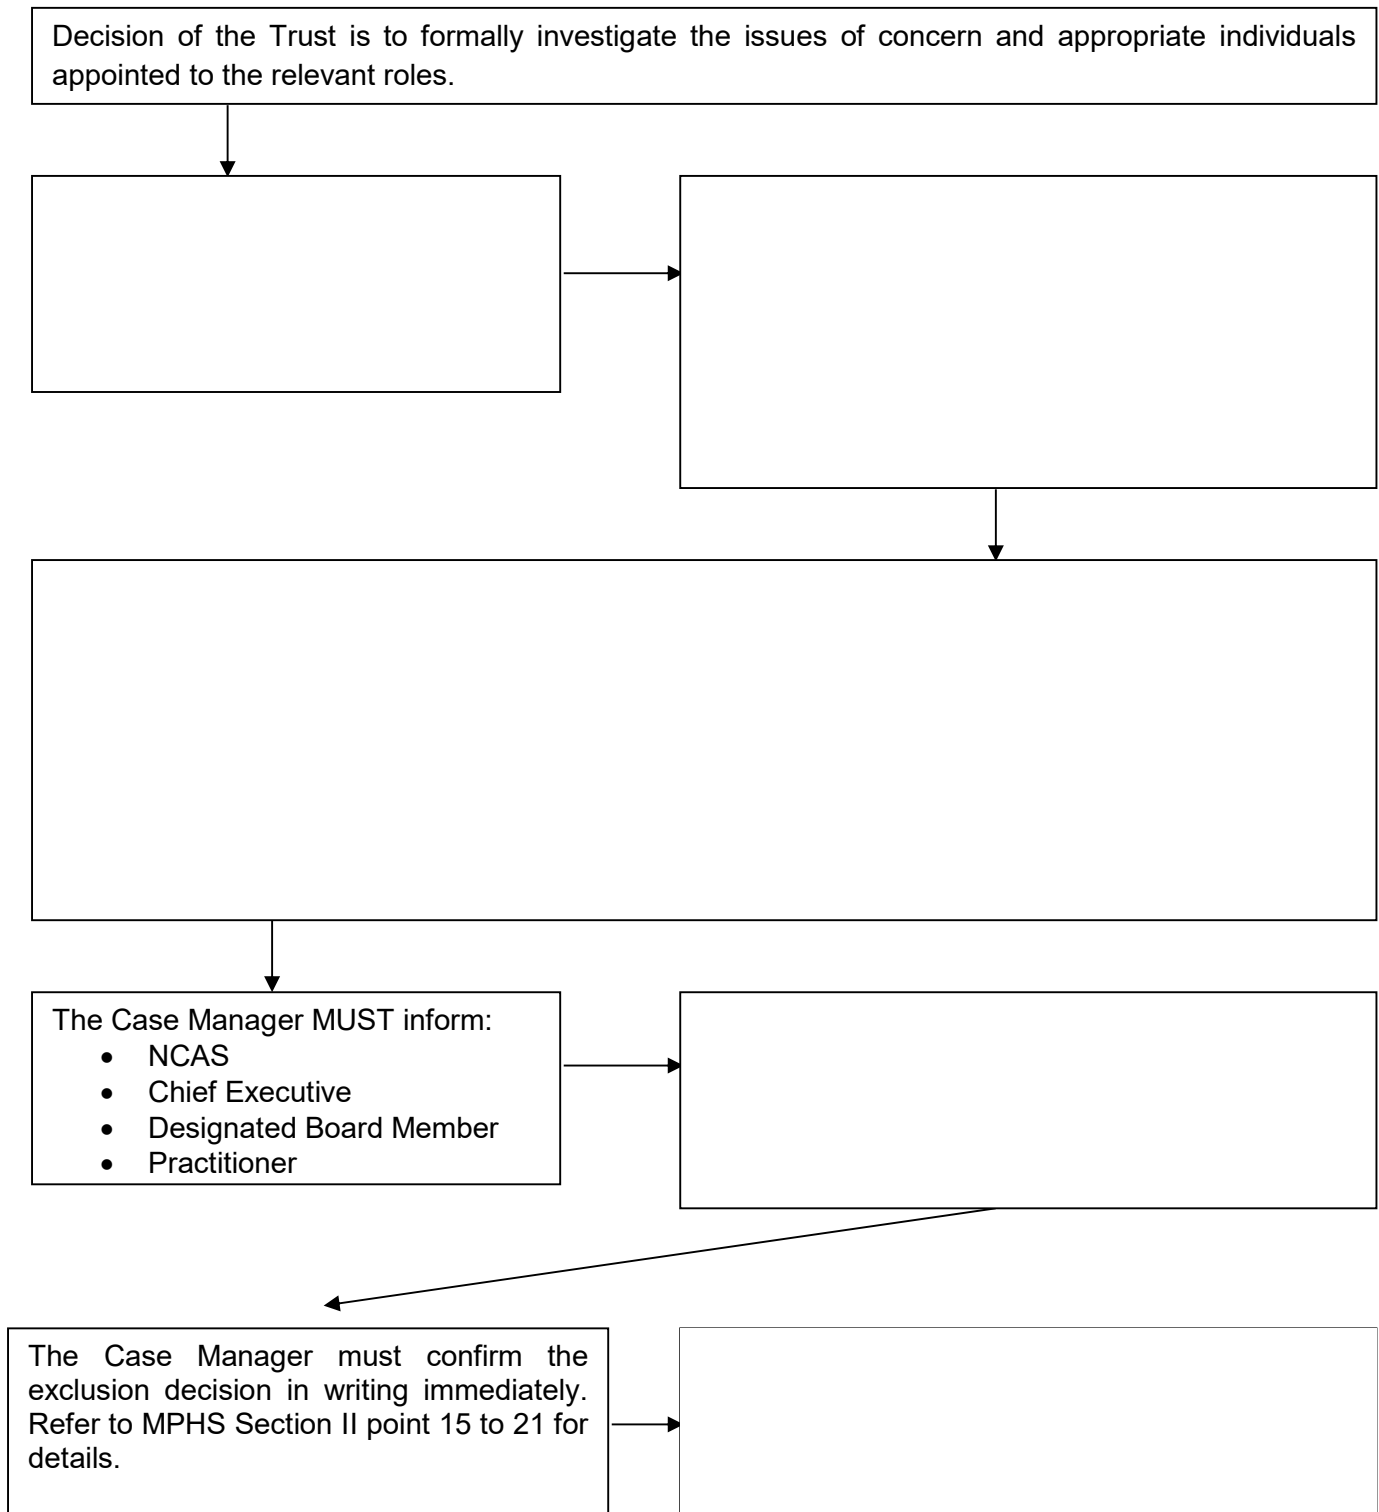 Decision of the Trust is to formally investigate the issues of concern and appropriate individuals
appointed to the relevant roles.
The Case Manager MUST inform:
• NCAS
• Chief Executive
• Designated Board Member
• Practitioner
The Case Manager must confirm the
exclusion decision in writing immediately.
Refer to MPHS Section II point 15 to 21 for
details.